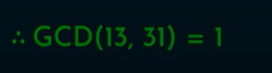 ∴ GCD(13, 31) = 1